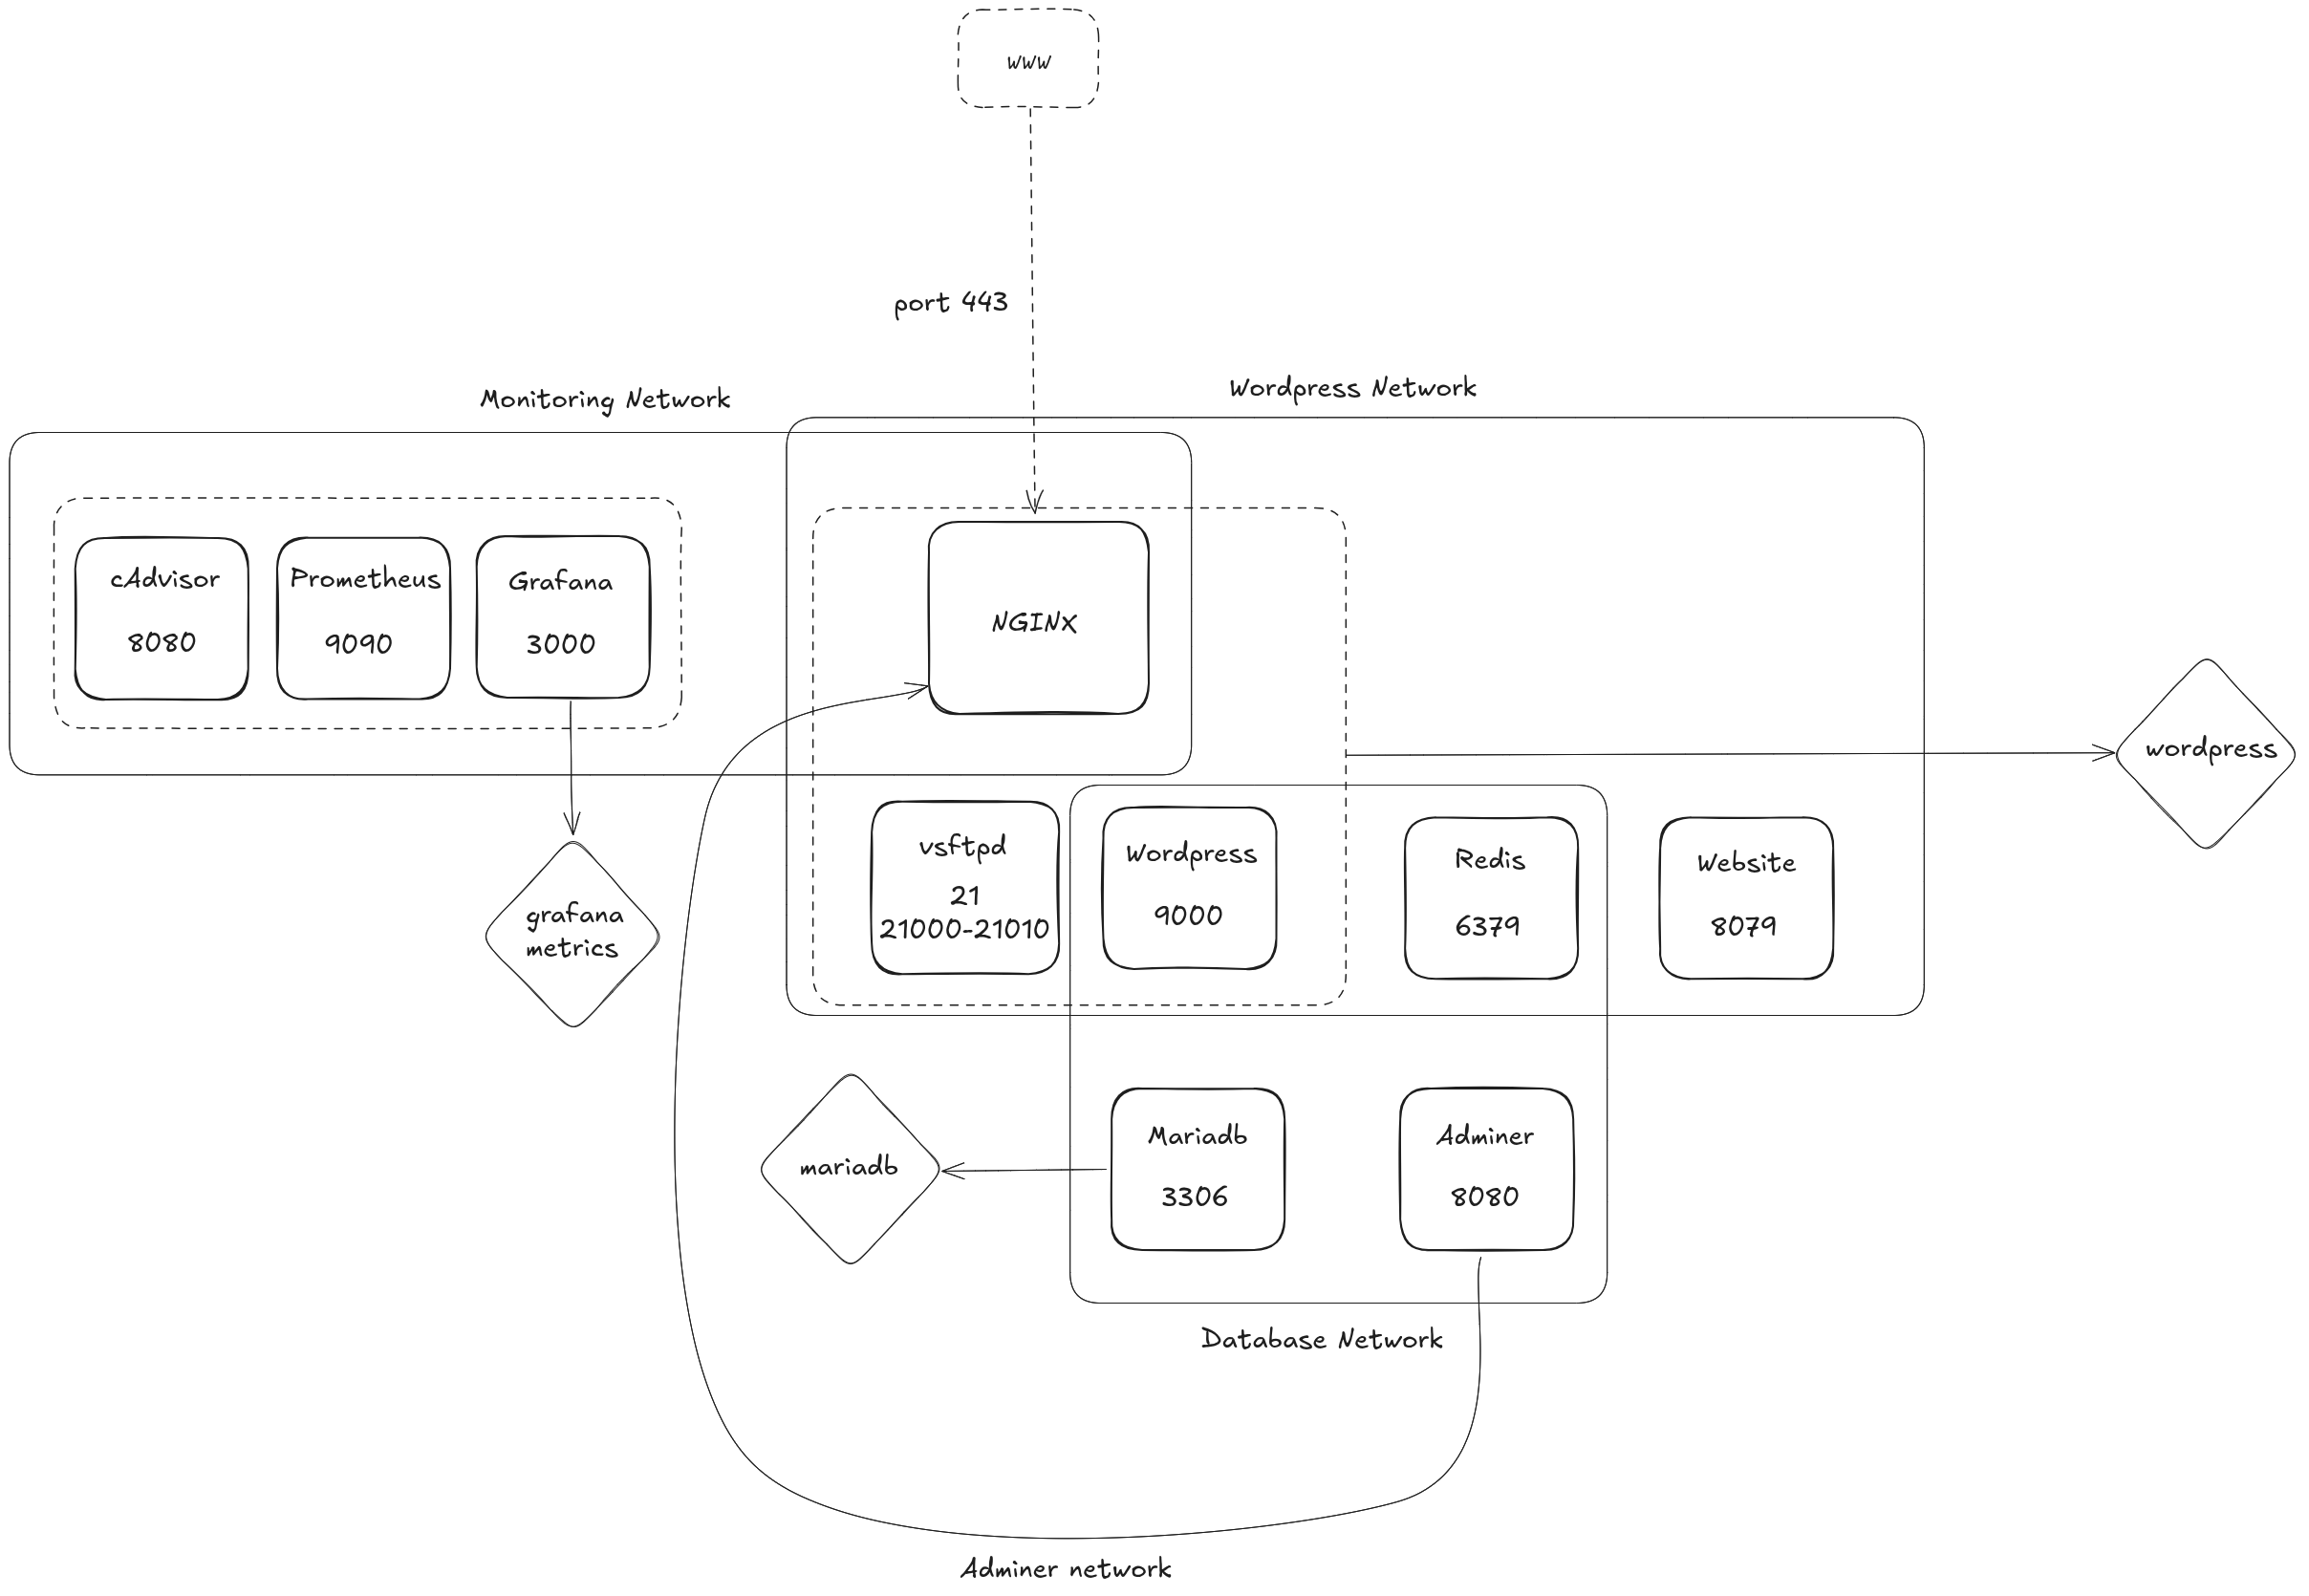 www
port 443
Monitoring Network
Wordpress Network
cAdvisor
8080
Prometheus
9090
Grafana
3000
NGINX
wordpress
grafana
metrics
vsftpd
21
21000-21010
Wordpress
9000
Redis
6379
Website
8079
mariadb
Mariadb
3306
Adminer
8080
Database Network
Adminer network